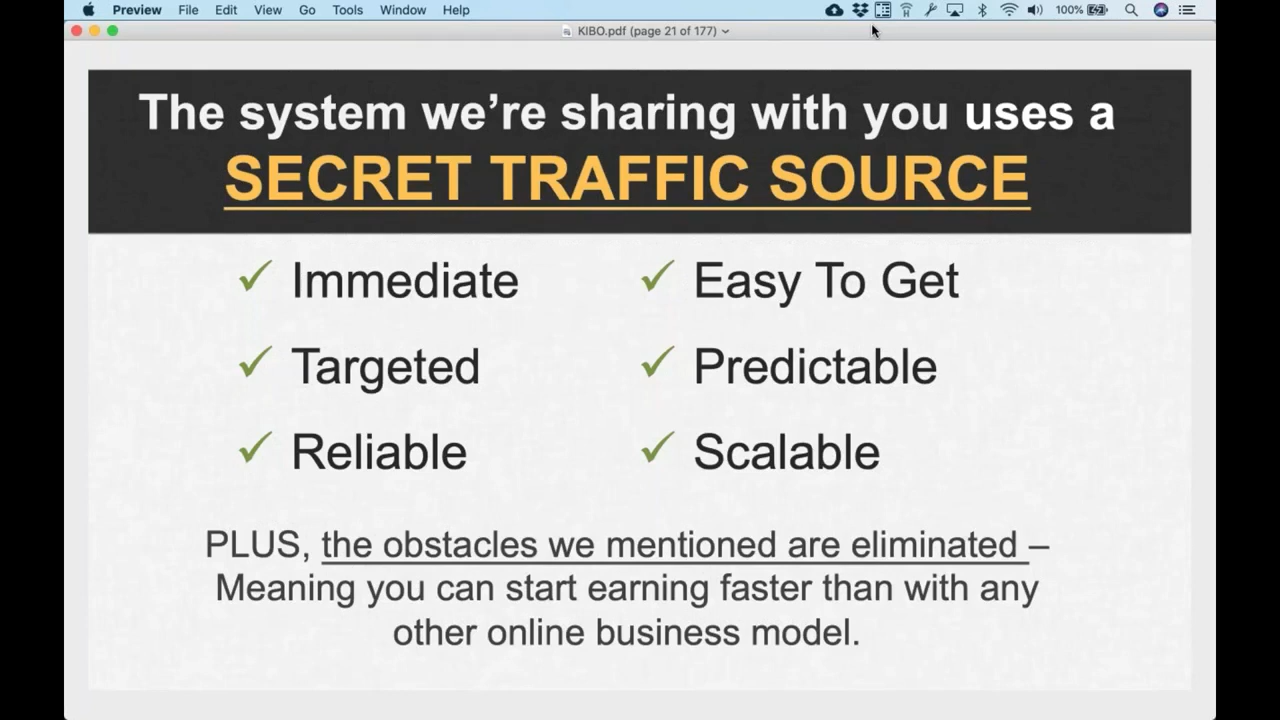 Preview File Edit View Go Tools Window Help 100%
KIBO.pdf (page 21 of 177)
The system we're sharing with you uses a
SECRET TRAFFIC SOURCE
✓ Immediate ✓ Easy To Get
✓ Targeted ✓ Predictable
✓ Reliable ✓ Scalable
PLUS, the obstacles we mentioned are eliminated –
Meaning you can start earning faster than with any
other online business model.